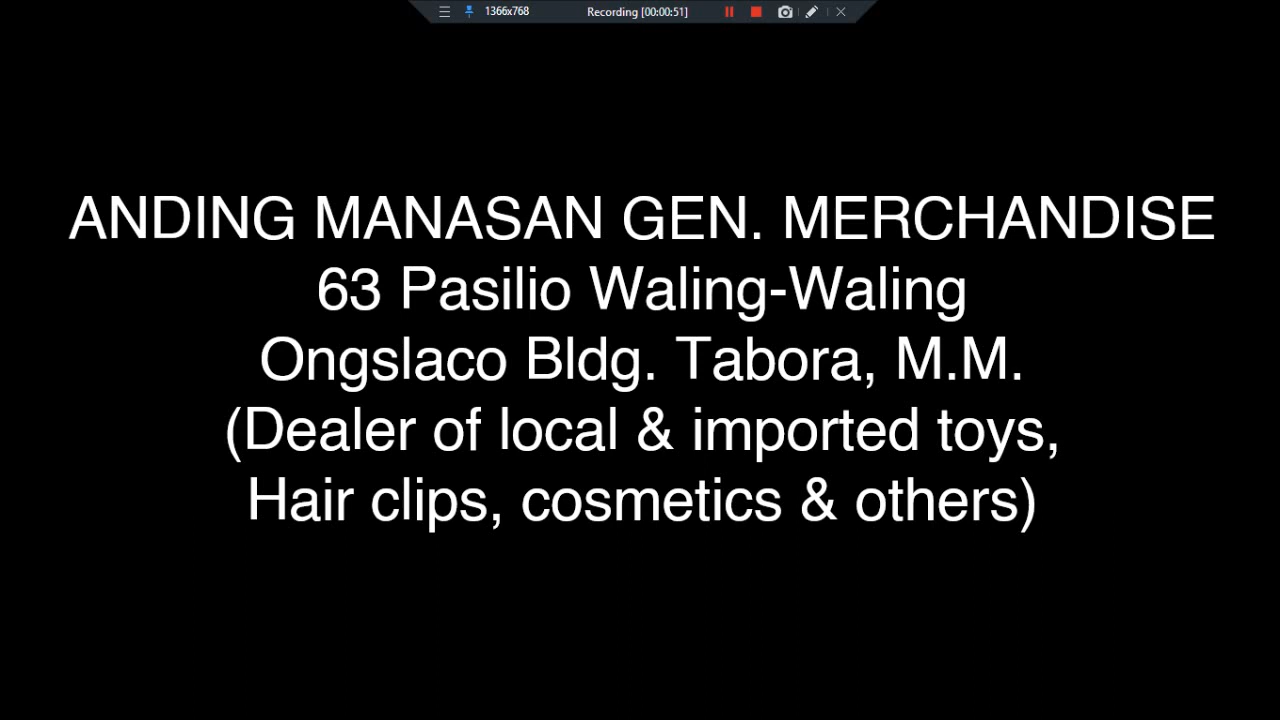 1366x768 Recording [00:00:51]
ANDING MANASAN GEN. MERCHANDISE
63 Pasilio Waling-Waling
Ongslaco Bldg. Tabora, M.M.
(Dealer of local & imported toys,
Hair clips, cosmetics & others)